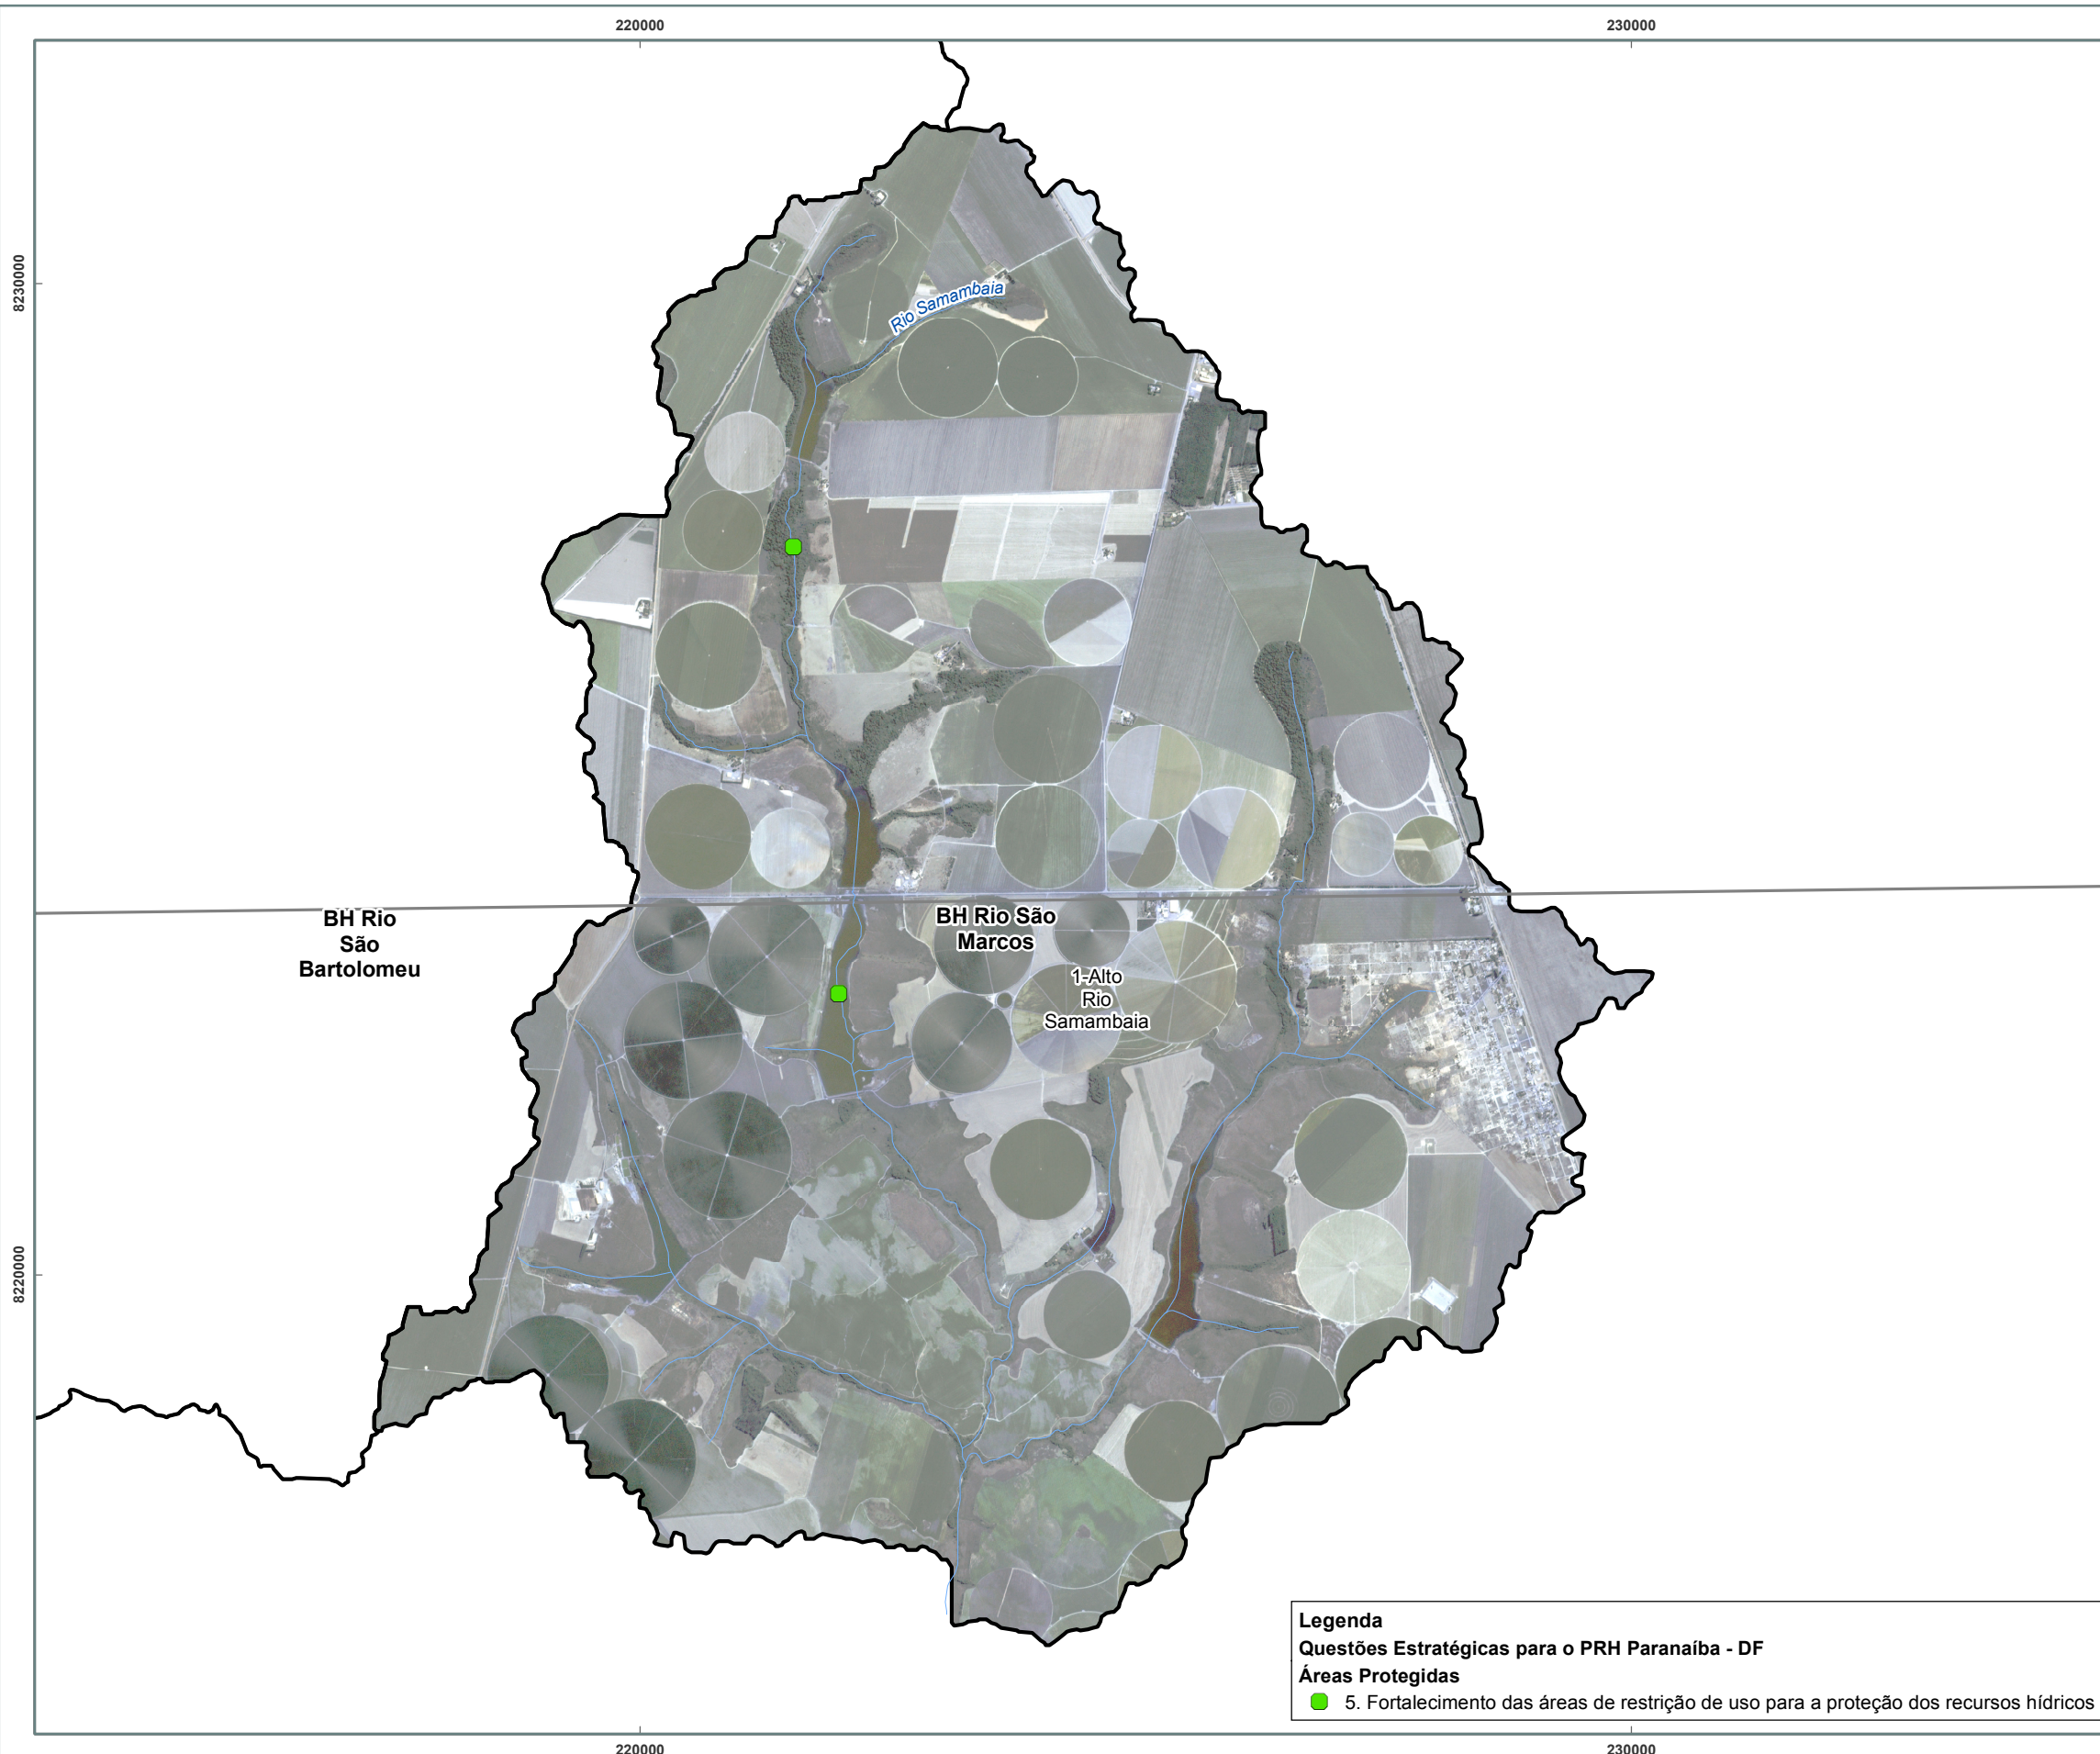 220000
230000
8230000
Rio Samambaia
BH Rio
São
Bartolomeu
BH Rio São
Marcos
1-Alto
Rio
Samambaia
8220000
Legenda
Questões Estratégicas para o PRH Paranaíba - DF
Áreas Protegidas
5. Fortalecimento das áreas de restrição de uso para a proteção dos recursos hídricos
220000
230000